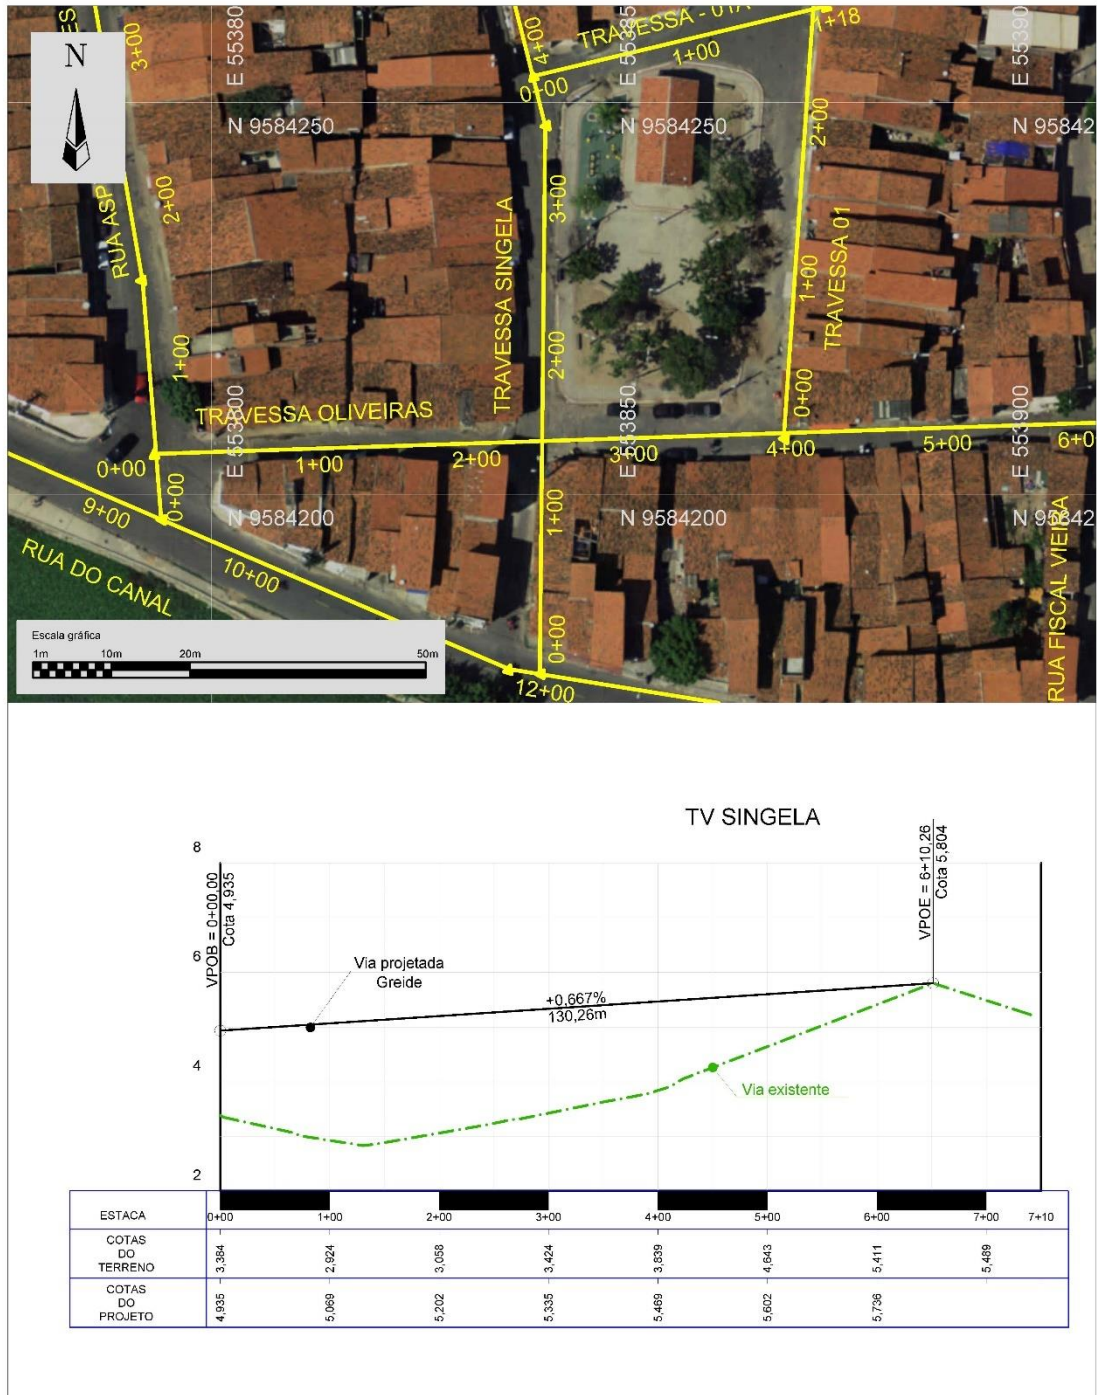 N
RUA ASP
ES
3+00
2+00
1+00
0+00
0+00
E 55380
E 55385
E 55390
N 9584250
N 9584250
N 95842
TRAVESSA - 01A
1+00
1+18
4+00
0+00
3+00
2+00
1+00
0+00
TRAVESSA SINGELA
2+00
1+00
0+00
TRAVESSA 01
TRAVESSA OLIVEIRAS
1+00
2+00
3+00
4+00
5+00
6+0
E 553800
E 553850
E 553900
N 9584200
N 9584200
N 95842
9+00
10+00
12+00
RUA DO CANAL
RUA FISCAL VIEIRA
Escala gráfica
1m 10m 20m 50m
TV SINGELA
8
6
4
2
VPOB = 0+00,00
Cota 4,935
VPOE = 6+10,26
Cota 5,804
Via projetada
Greide
+0,667%
130,26m
Via existente
ESTACA 0+00 1+00 2+00 3+00 4+00 5+00 6+00 7+00 7+10
COTAS
DO
TERRENO
3,384 2,924 3,058 3,424 3,839 4,643 5,411 5,489
COTAS
DO
PROJETO
4,935 5,069 5,202 5,335 5,469 5,602 5,736